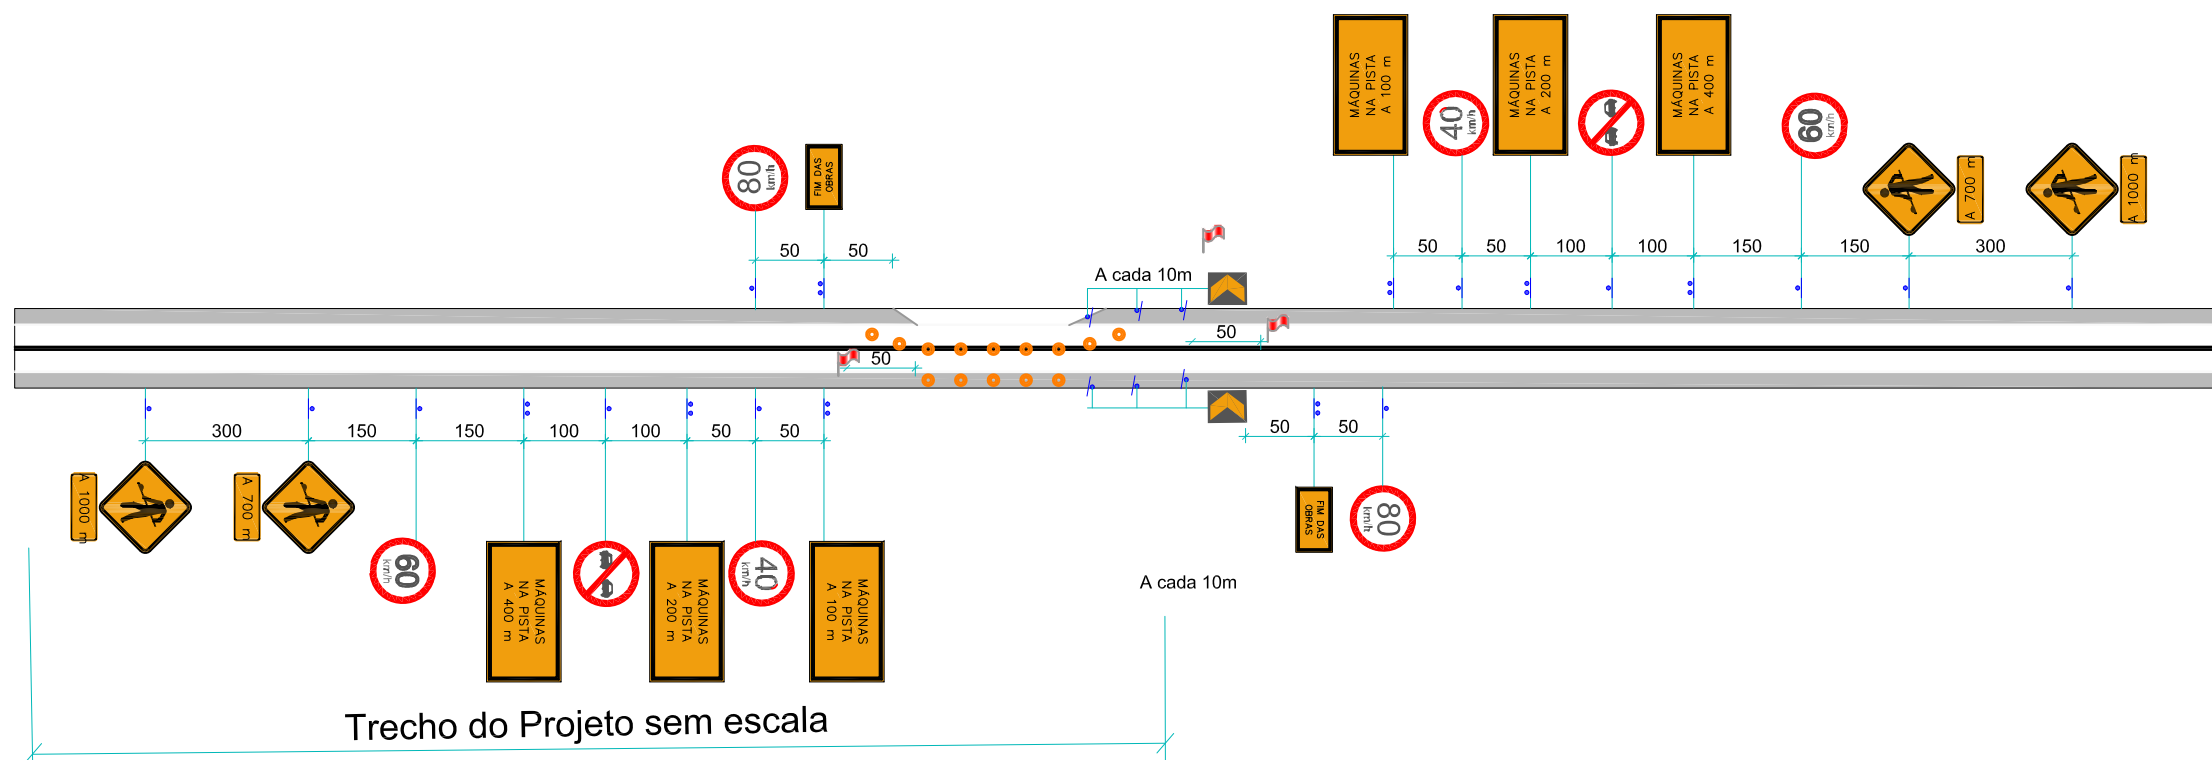 MÁQUINAS
NA PISTA
A 100 m
40
km/h
MÁQUINAS
NA PISTA
A 200 m
MÁQUINAS
NA PISTA
A 400 m
60
km/h
A 700 m
A 1000 m
80
km/h
FIM DAS
OBRAS
50
50
A cada 10m
50
50
100
100
150
150
300
50
50
300
150
150
100
100
50
50
50
50
A 1000 m
A 700 m
60
km/h
MÁQUINAS
NA PISTA
A 400 m
MÁQUINAS
NA PISTA
A 200 m
40
km/h
MÁQUINAS
NA PISTA
A 100 m
FIM DAS
OBRAS
80
km/h
A cada 10m
Trecho do Projeto sem escala